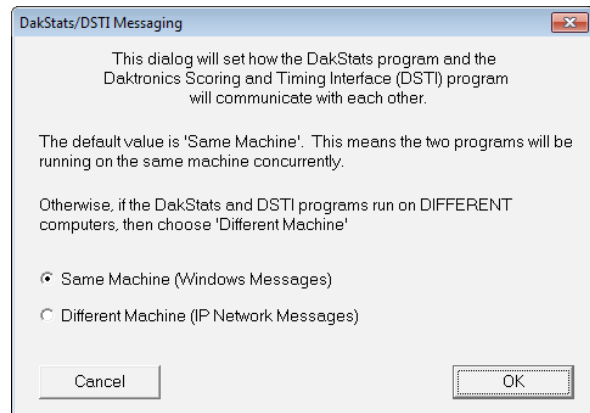 DakStats/DSTI Messaging
This dialog will set how the DakStats program and the
Daktronics Scoring and Timing Interface (DSTI) program
will communicate with each other.
The default value is 'Same Machine'. This means the two programs will be
running on the same machine concurrently.
Otherwise, if the DakStats and DSTI programs run on DIFFERENT
computers, then choose 'Different Machine'
Same Machine (Windows Messages)
Different Machine (IP Network Messages)
Cancel OK